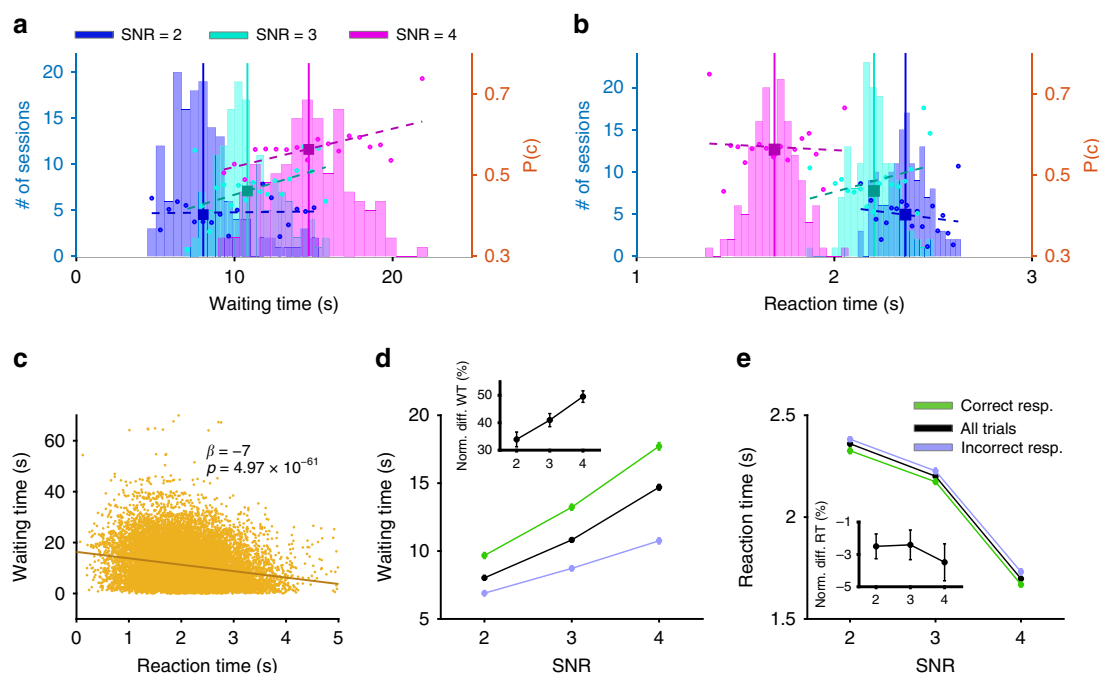 a
SNR = 2
SNR = 3
SNR = 4
# of sessions
20
15
10
5
0
0
10
20
Waiting time (s)
0.7
0.5
0.3
P(c)
b
# of sessions
20
15
10
5
0
1
2
3
Reaction time (s)
0.7
0.5
0.3
P(c)
c
Waiting time (s)
60
40
20
0
β = −7
p = 4.97 × 10⁻⁶¹
0
1
2
3
4
5
Reaction time (s)
d
Waiting time (s)
20
15
10
5
Norm. diff. WT (%)
50
40
30
2
3
4
2
3
4
SNR
e
Reaction time (s)
2.5
2
1.5
Correct resp.
All trials
Incorrect resp.
Norm. diff. RT (%)
−1
−3
−5
2
3
4
2
3
4
SNR